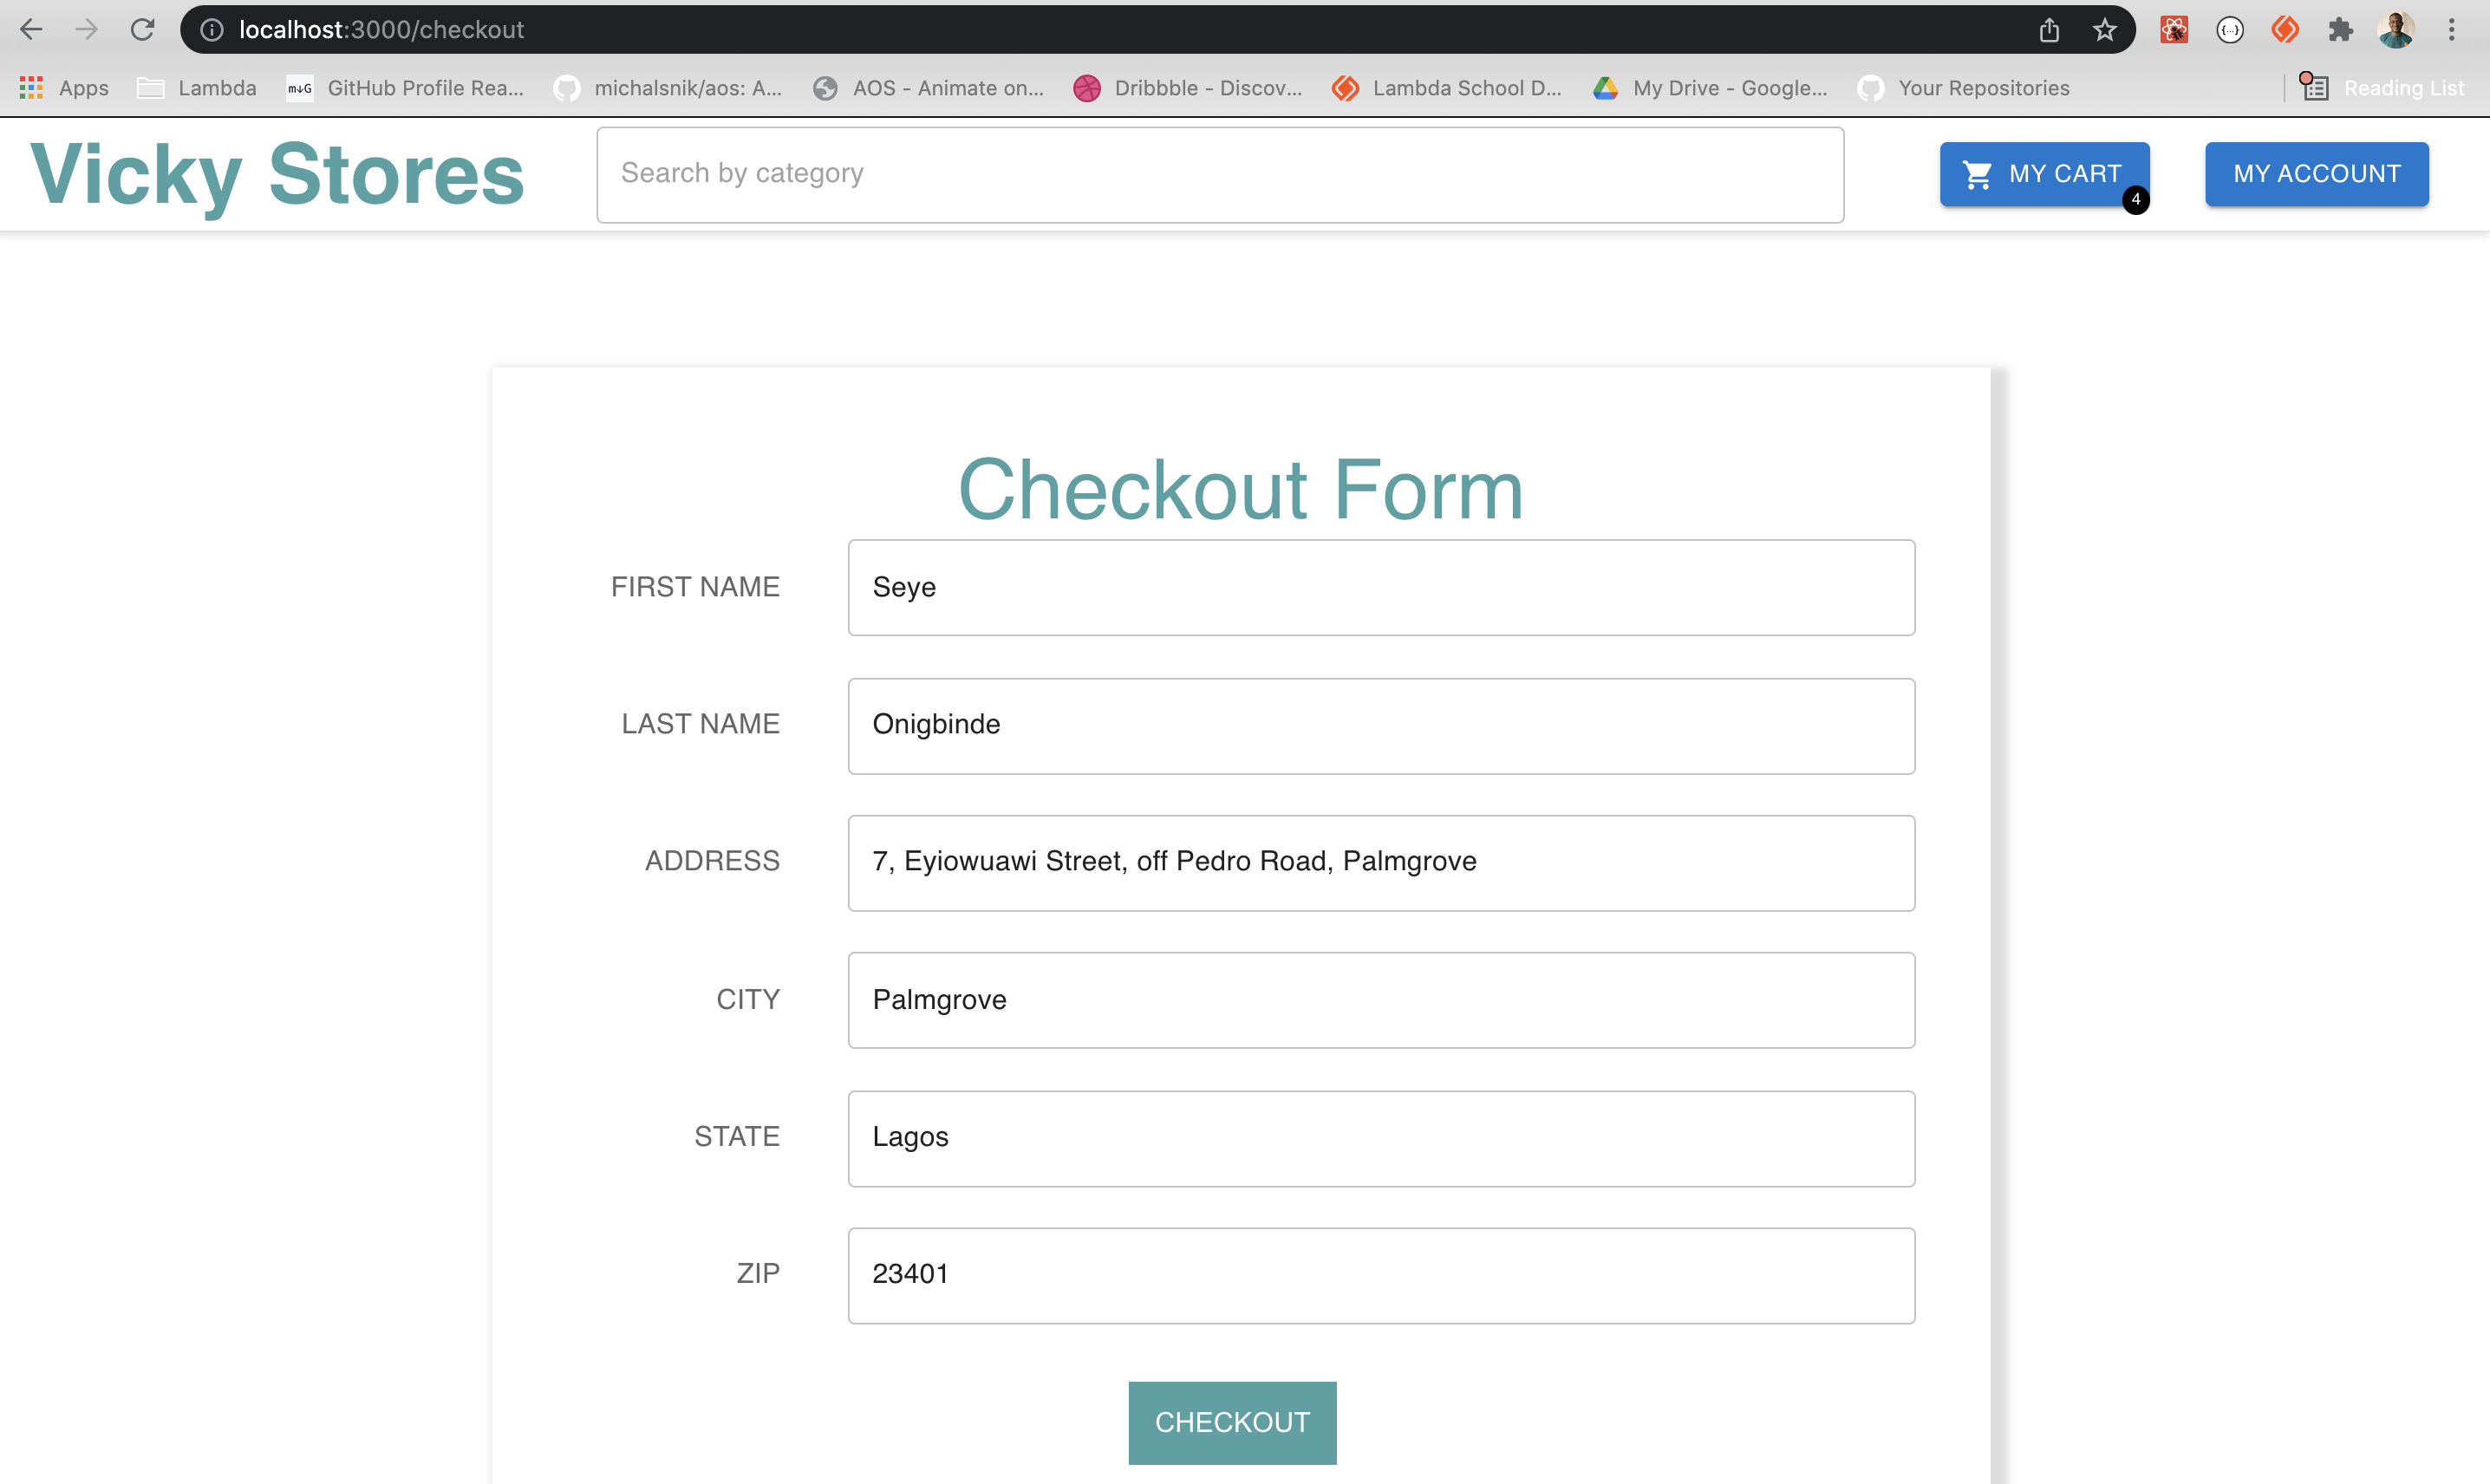 localhost:3000/checkout
Apps Lambda M↓G GitHub Profile Rea... michalsnik/aos: A... AOS - Animate on... Dribbble - Discov... Lambda School D... My Drive - Google... Your Repositories Reading List
Vicky Stores Search by category MY CART 4 MY ACCOUNT
Checkout Form
FIRST NAME Seye
LAST NAME Onigbinde
ADDRESS 7, Eyiowuawi Street, off Pedro Road, Palmgrove
CITY Palmgrove
STATE Lagos
ZIP 23401
CHECKOUT